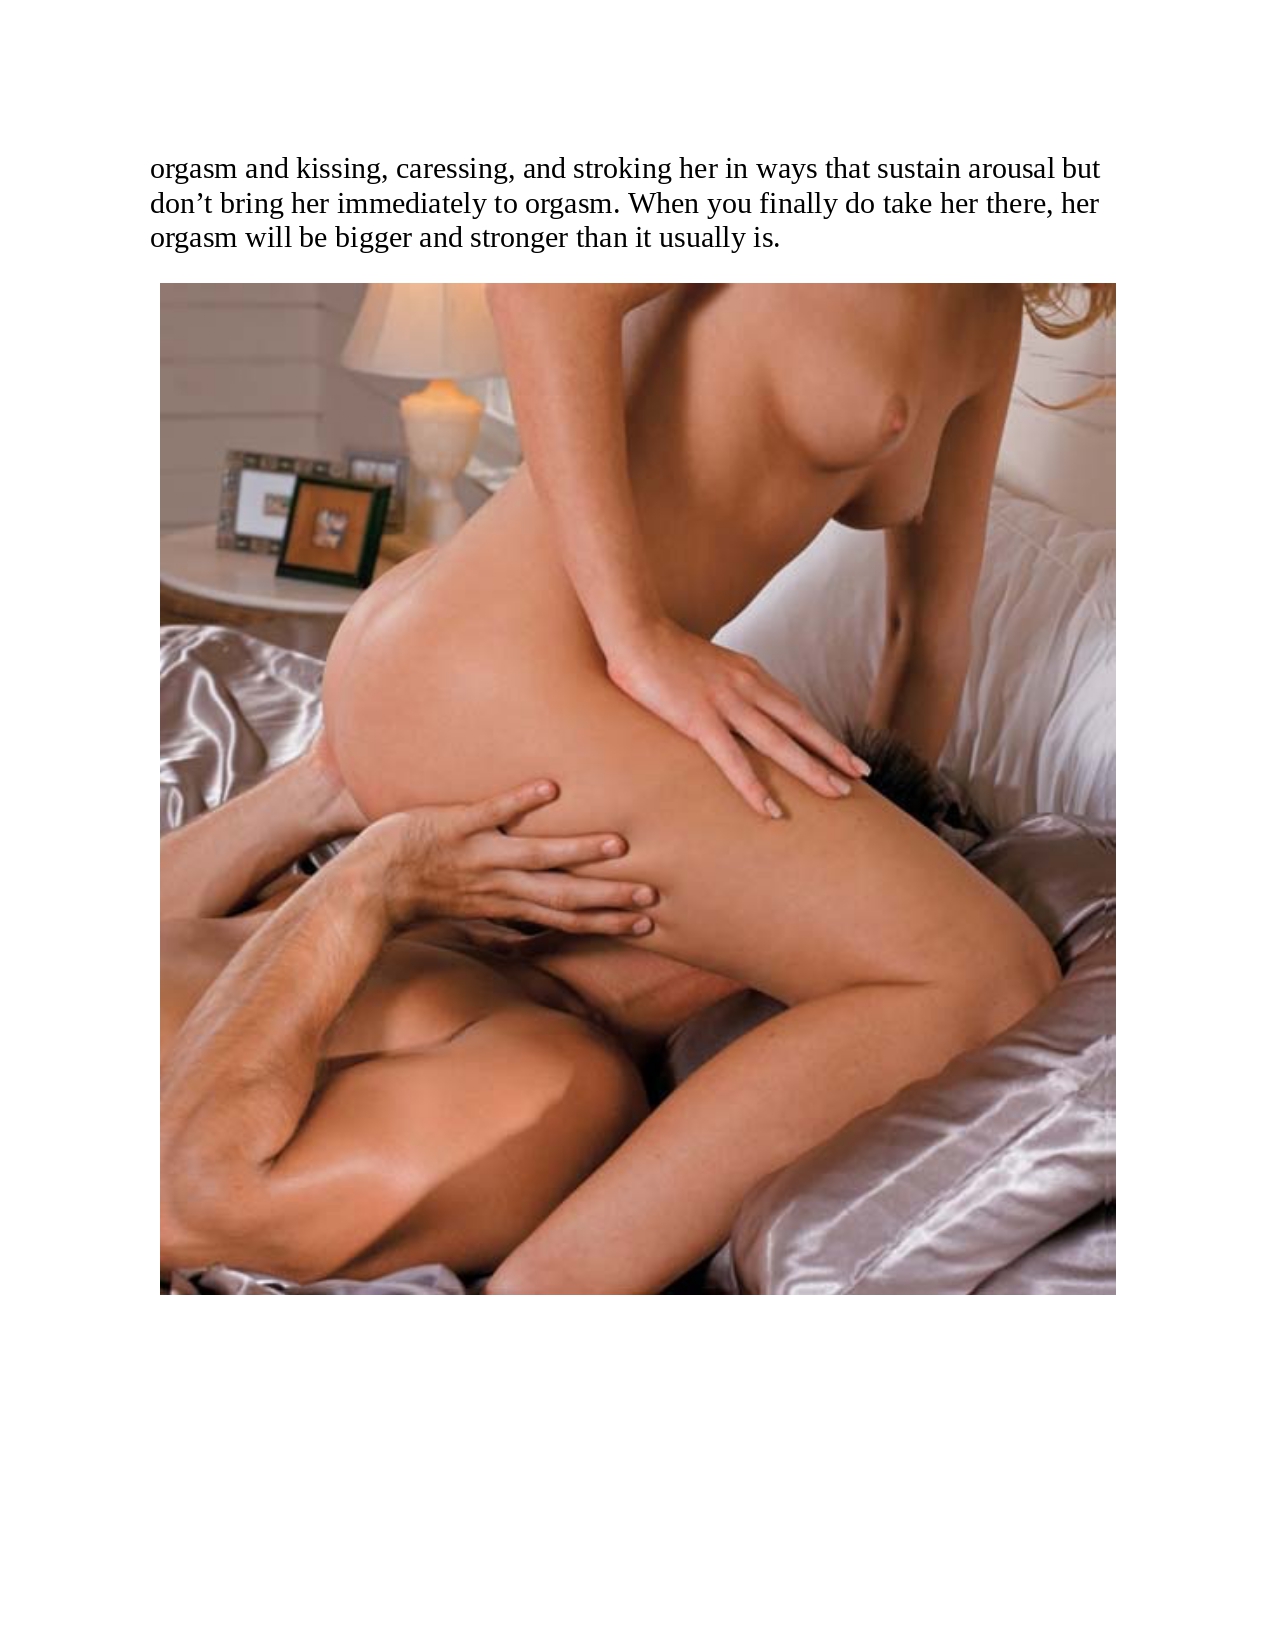 orgasm and kissing, caressing, and stroking her in ways that sustain arousal but
don’t bring her immediately to orgasm. When you finally do take her there, her
orgasm will be bigger and stronger than it usually is.